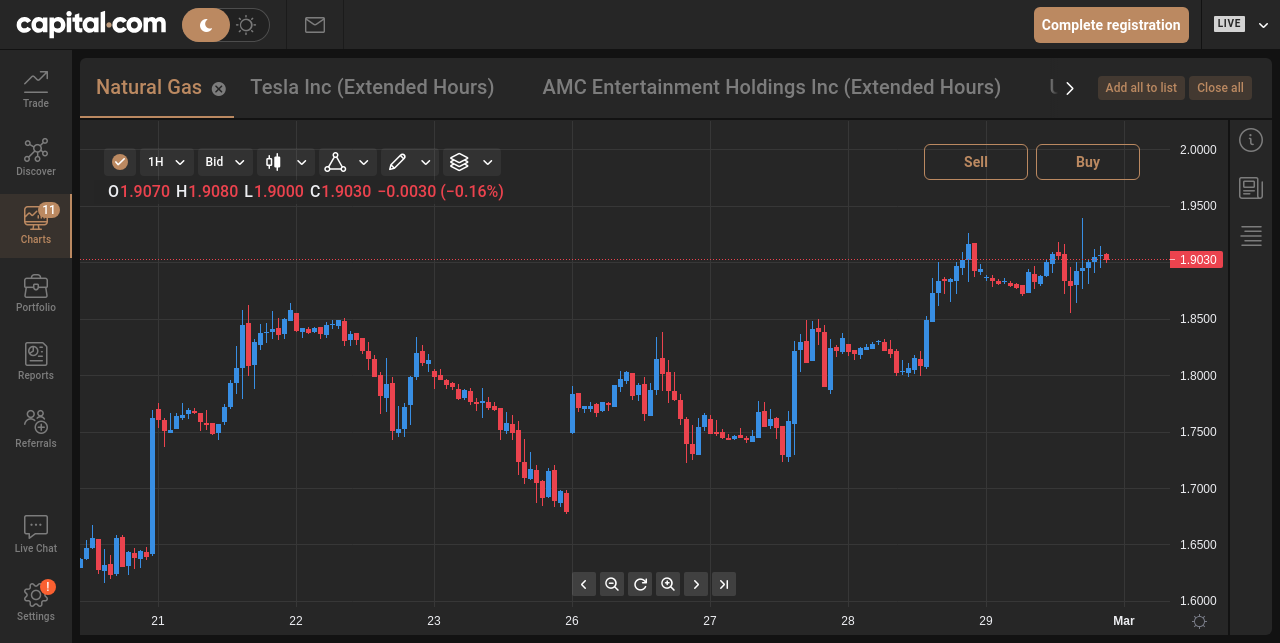 capital.com
Complete registration
LIVE
Natural Gas
Tesla Inc (Extended Hours)
AMC Entertainment Holdings Inc (Extended Hours)
Add all to list
Close all
Trade
Discover
11
Charts
Portfolio
Reports
Referrals
Live Chat
!
Settings
1H
Bid
Sell
Buy
O1.9070 H1.9080 L1.9000 C1.9030 −0.0030 (−0.16%)
2.0000
1.9500
1.9030
1.8500
1.8000
1.7500
1.7000
1.6500
1.6000
21 22 23 26 27 28 29 Mar